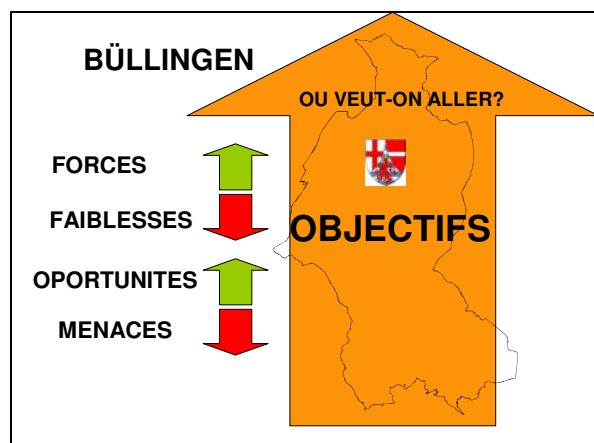 BÜLLINGEN
OU VEUT-ON ALLER?
FORCES
FAIBLESSES
OBJECTIFS
OPORTUNITES
MENACES